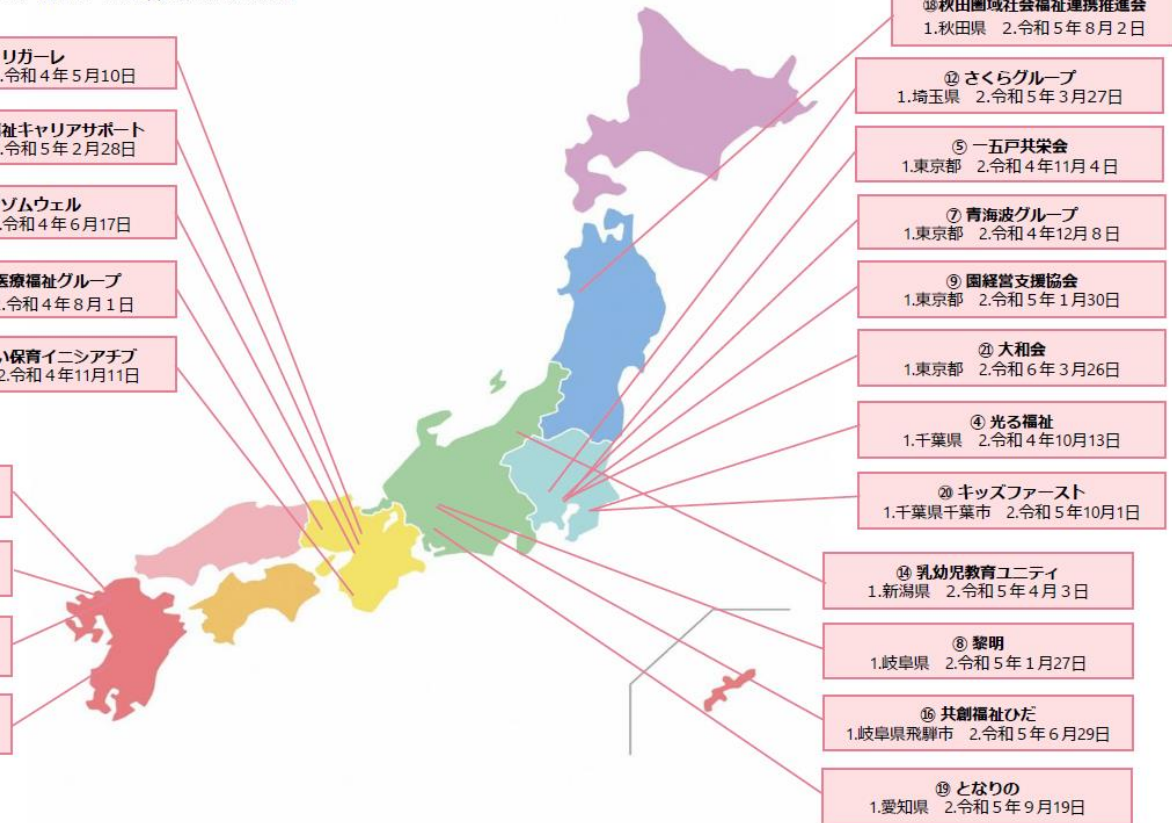 リガーレ
.令和４年５月10日
祉キャリアサポート
.令和５年２月28日
ゾムウェル
.令和４年６月17日
医療福祉グループ
.令和４年８月１日
い保育イニシアチブ
2.令和４年11月11日
⑱秋田圏域社会福祉連携推進会
1.秋田県　2.令和５年８月２日
⑫ さくらグループ
1.埼玉県　2.令和５年３月27日
⑤ 一五戸共栄会
1.東京都　2.令和４年11月４日
⑦ 青海波グループ
1.東京都　2.令和４年12月８日
⑨ 園経営支援協会
1.東京都　2.令和５年１月30日
㉑ 大和会
1.東京都　2.令和６年３月26日
④ 光る福祉
1.千葉県　2.令和４年10月13日
⑳ キッズファースト
1.千葉県千葉市　2.令和５年10月1日
⑭ 乳幼児教育ユニティ
1.新潟県　2.令和５年４月３日
⑧ 黎明
1.岐阜県　2.令和５年１月27日
⑯ 共創福祉ひだ
1.岐阜県飛騨市　2.令和５年６月29日
⑲ となりの
1.愛知県　2.令和５年９月19日